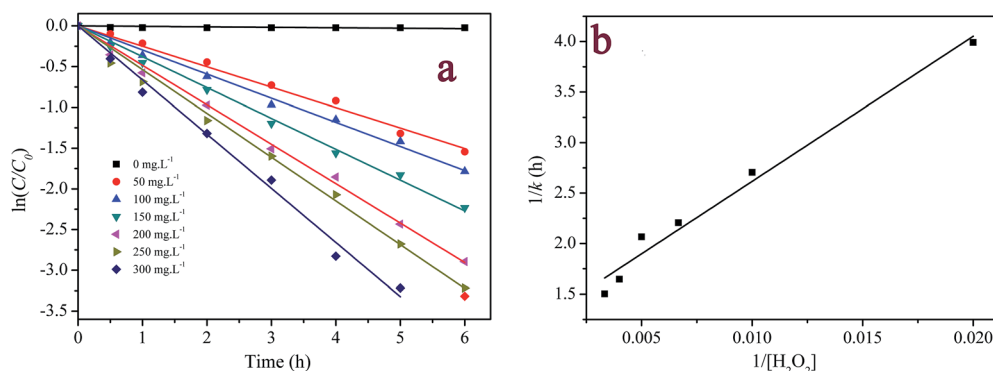 a
ln(C/C₀)
0.0
-0.5
-1.0
-1.5
-2.0
-2.5
-3.0
-3.5
0 mg.L⁻¹
50 mg.L⁻¹
100 mg.L⁻¹
150 mg.L⁻¹
200 mg.L⁻¹
250 mg.L⁻¹
300 mg.L⁻¹
0 1 2 3 4 5 6
Time (h)
b
1/k (h)
4.0
3.5
3.0
2.5
2.0
1.5
0.005 0.010 0.015 0.020
1/[H₂O₂]